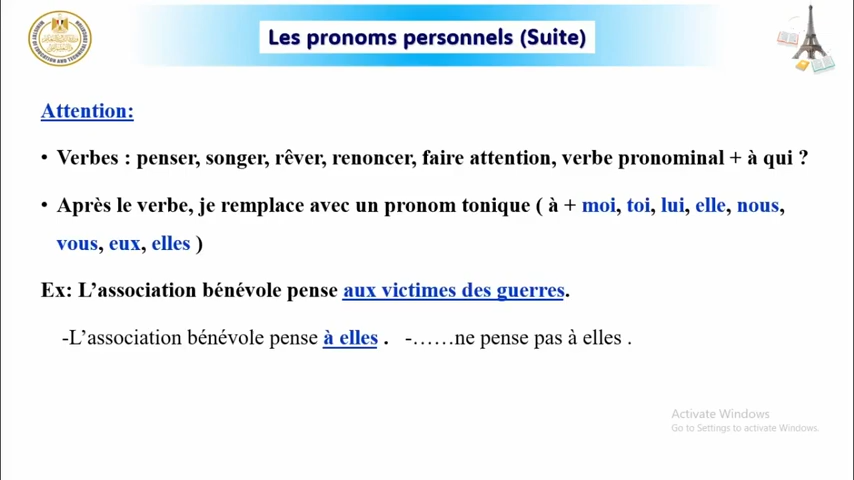 Les pronoms personnels (Suite)
Attention:
• Verbes : penser, songer, rêver, renoncer, faire attention, verbe pronominal + à qui ?
• Après le verbe, je remplace avec un pronom tonique ( à + moi, toi, lui, elle, nous,
vous, eux, elles )
Ex: L’association bénévole pense aux victimes des guerres.
-L’association bénévole pense à elles . -……ne pense pas à elles .
Activate Windows
Go to Settings to activate Windows.